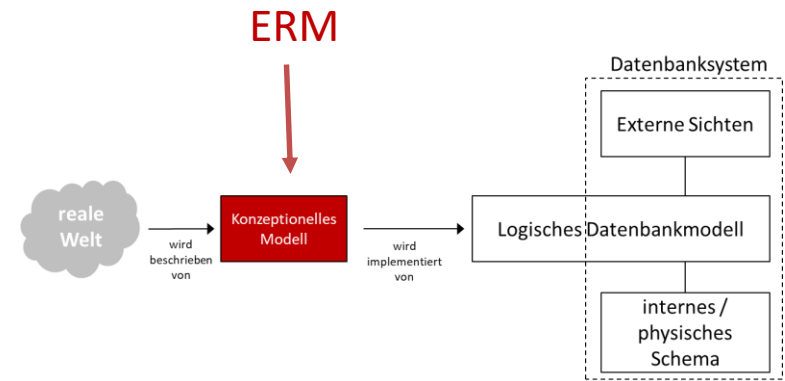 ERM
Datenbanksystem
Externe Sichten
reale
Welt
wird
beschrieben
von
Konzeptionelles
Modell
wird
implementiert
von
Logisches Datenbankmodell
internes /
physisches
Schema